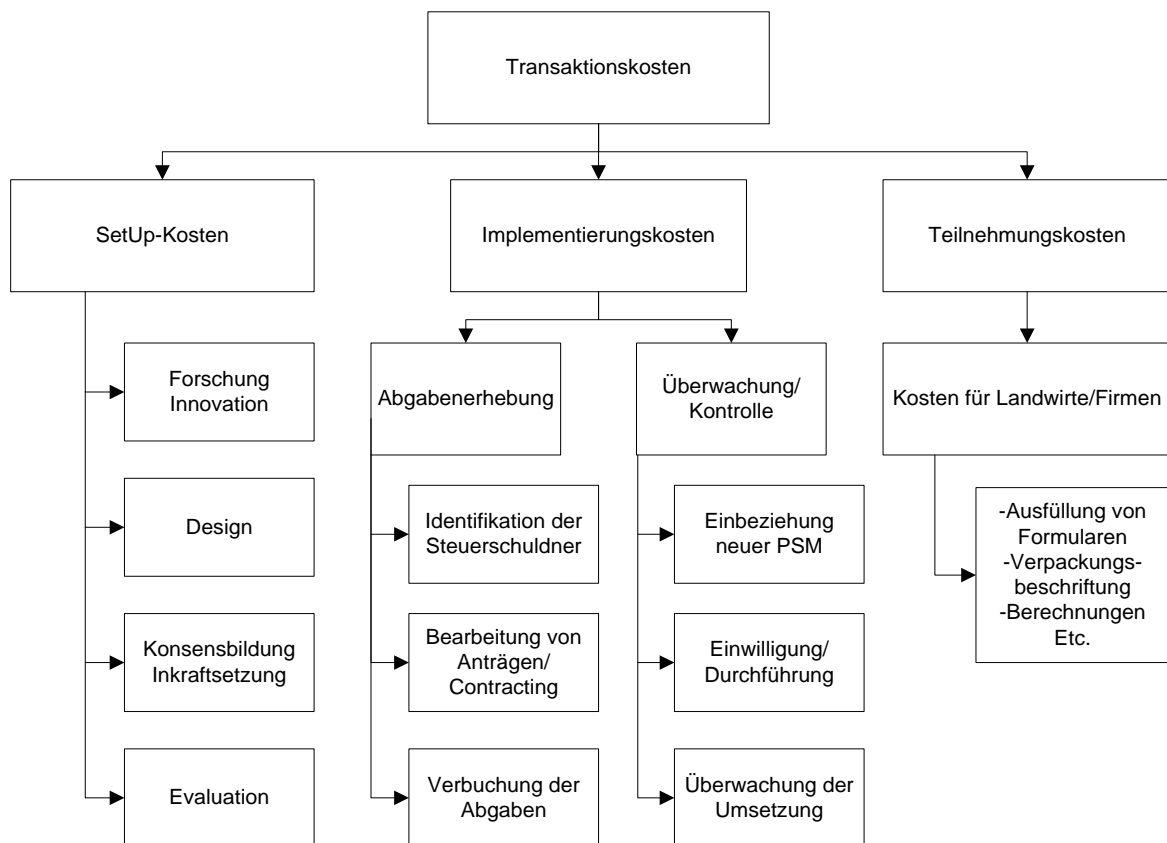 Transaktionskosten
SetUp-Kosten
Implementierungskosten
Teilnehmungskosten
Forschung
Innovation
Design
Konsensbildung
Inkraftsetzung
Evaluation
Abgabenerhebung
Identifikation der
Steuerschuldner
Bearbeitung von
Anträgen/
Contracting
Verbuchung der
Abgaben
Überwachung/
Kontrolle
Einbeziehung
neuer PSM
Einwilligung/
Durchführung
Überwachung der
Umsetzung
Kosten für Landwirte/Firmen
-Ausfüllung von
Formularen
-Verpackungs-
beschriftung
-Berechnungen
Etc.